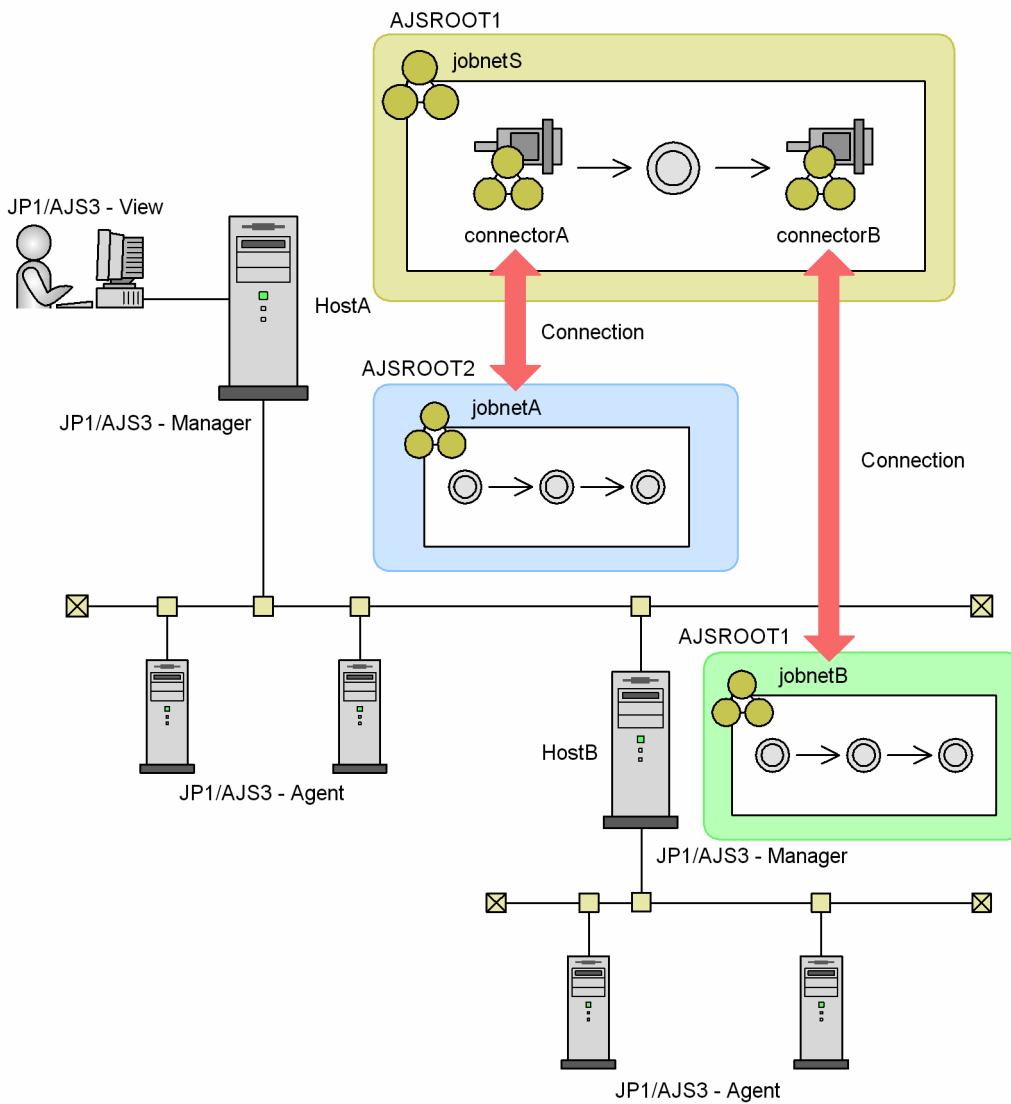 AJSROOT1
jobnetS
JP1/AJS3 - View
connectorA
connectorB
HostA
Connection
AJSROOT2
jobnetA
JP1/AJS3 - Manager
Connection
AJSROOT1
jobnetB
HostB
JP1/AJS3 - Agent
JP1/AJS3 - Manager
JP1/AJS3 - Agent